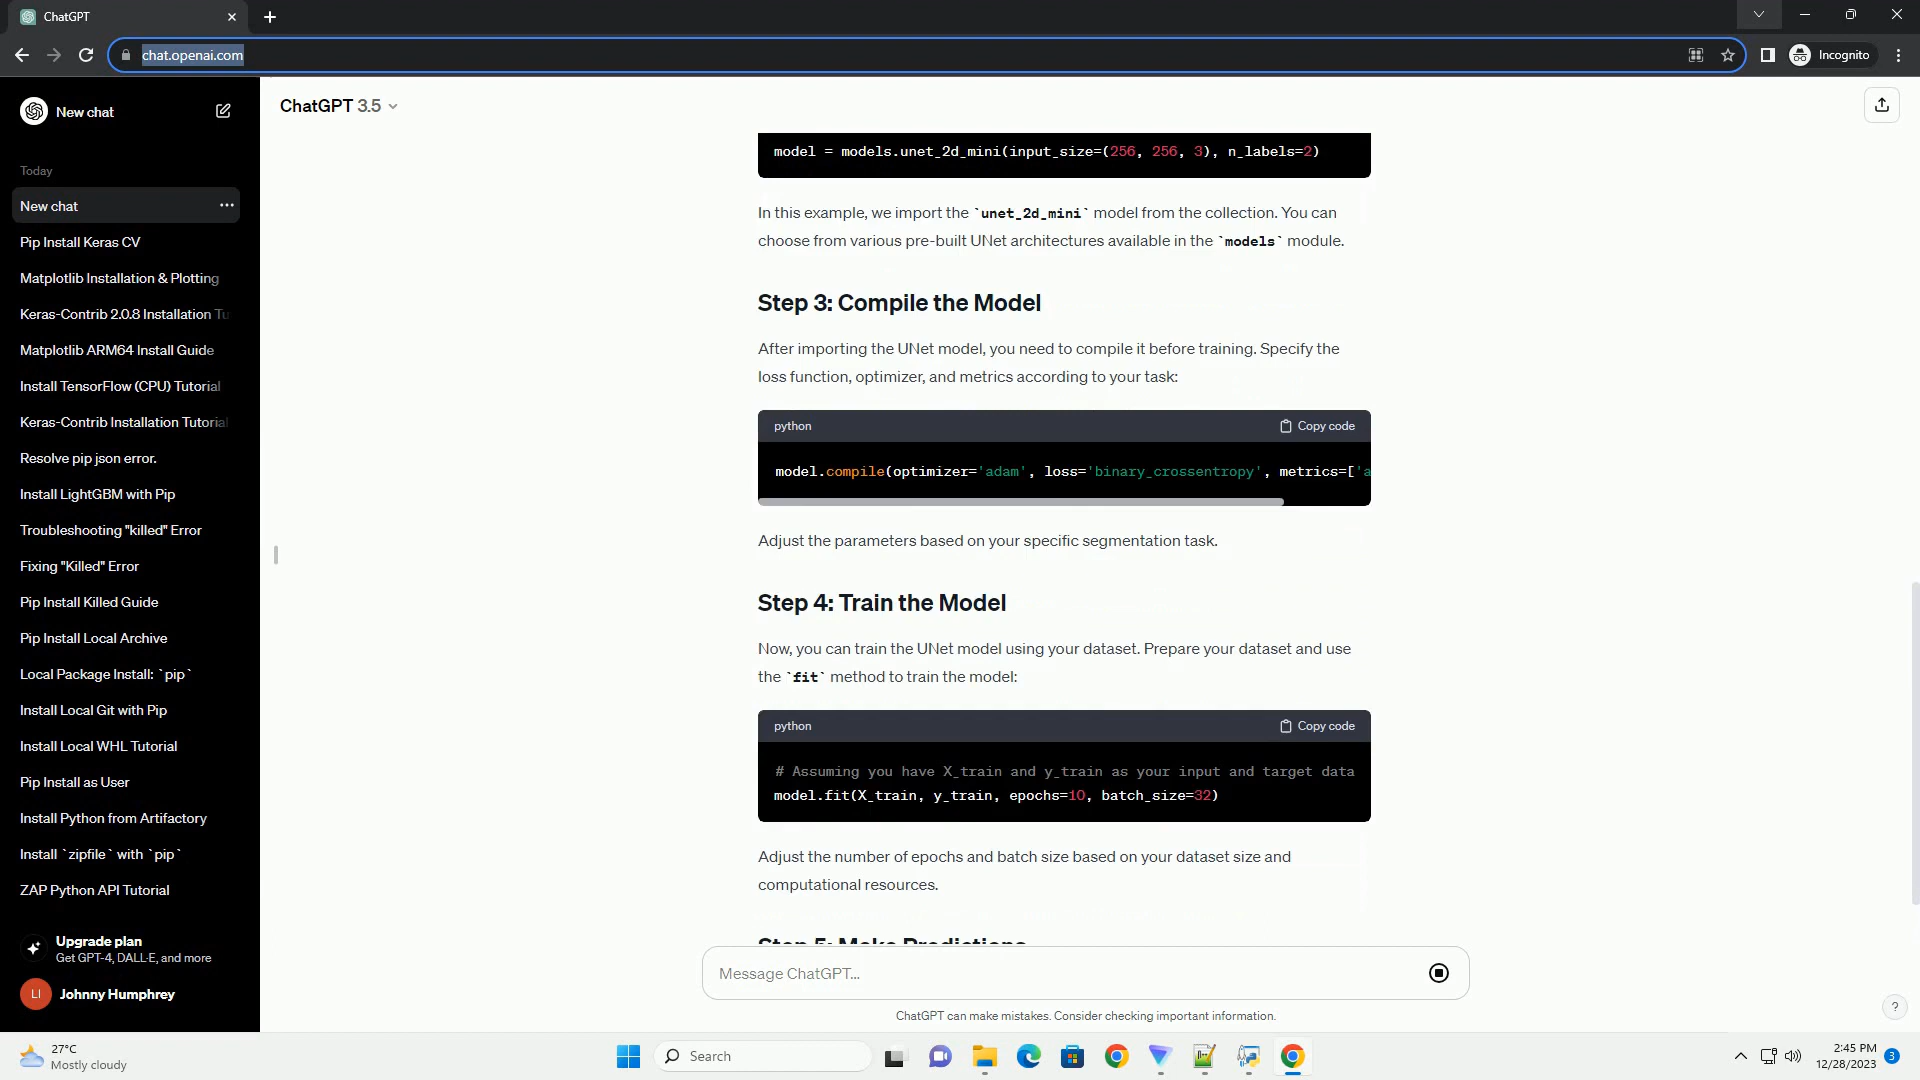 ChatGPT
chat.openai.com
Incognito
New chat
Today
New chat
Pip Install Keras CV
Matplotlib Installation & Plotting
Keras-Contrib 2.0.8 Installation Tu
Matplotlib ARM64 Install Guide
Install TensorFlow (CPU) Tutorial
Keras-Contrib Installation Tutorial
Resolve pip json error.
Install LightGBM with Pip
Troubleshooting "killed" Error
Fixing "Killed" Error
Pip Install Killed Guide
Pip Install Local Archive
Local Package Install: `pip`
Install Local Git with Pip
Install Local WHL Tutorial
Pip Install as User
Install Python from Artifactory
Install `zipfile` with `pip`
ZAP Python API Tutorial
Upgrade plan
Get GPT-4, DALL·E, and more
LI
Johnny Humphrey
ChatGPT 3.5
model = models.unet_2d_mini(input_size=(256, 256, 3), n_labels=2)
In this example, we import the `unet_2d_mini` model from the collection. You can
choose from various pre-built UNet architectures available in the `models` module.
Step 3: Compile the Model
After importing the UNet model, you need to compile it before training. Specify the
loss function, optimizer, and metrics according to your task:
python
Copy code
model.compile(optimizer='adam', loss='binary_crossentropy', metrics=['a
Adjust the parameters based on your specific segmentation task.
Step 4: Train the Model
Now, you can train the UNet model using your dataset. Prepare your dataset and use
the `fit` method to train the model:
python
Copy code
# Assuming you have X_train and y_train as your input and target data
model.fit(X_train, y_train, epochs=10, batch_size=32)
Adjust the number of epochs and batch size based on your dataset size and
computational resources.
Step 5: Make Predictions
Message ChatGPT…
ChatGPT can make mistakes. Consider checking important information.
?
27°C
Mostly cloudy
Search
2:45 PM
12/28/2023
3